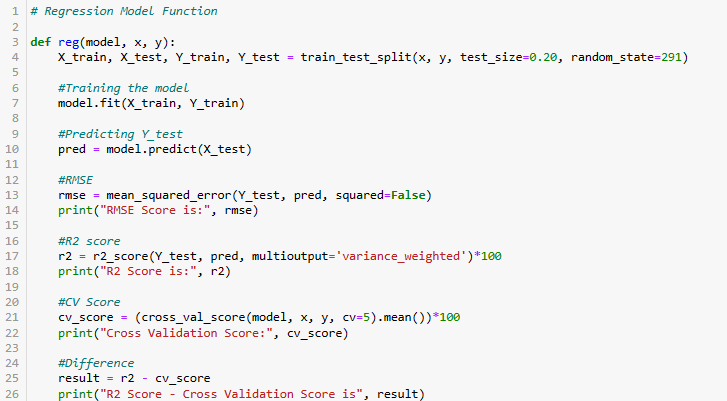 1 # Regression Model Function
2
3 def reg(model, x, y):
4     X_train, X_test, Y_train, Y_test = train_test_split(x, y, test_size=0.20, random_state=291)
5
6     #Training the model
7     model.fit(X_train, Y_train)
8
9     #Predicting Y_test
10     pred = model.predict(X_test)
11
12     #RMSE
13     rmse = mean_squared_error(Y_test, pred, squared=False)
14     print("RMSE Score is:", rmse)
15
16     #R2 score
17     r2 = r2_score(Y_test, pred, multioutput='variance_weighted')*100
18     print("R2 Score is:", r2)
19
20     #CV Score
21     cv_score = (cross_val_score(model, x, y, cv=5).mean())*100
22     print("Cross Validation Score:", cv_score)
23
24     #Difference
25     result = r2 - cv_score
26     print("R2 Score - Cross Validation Score is", result)